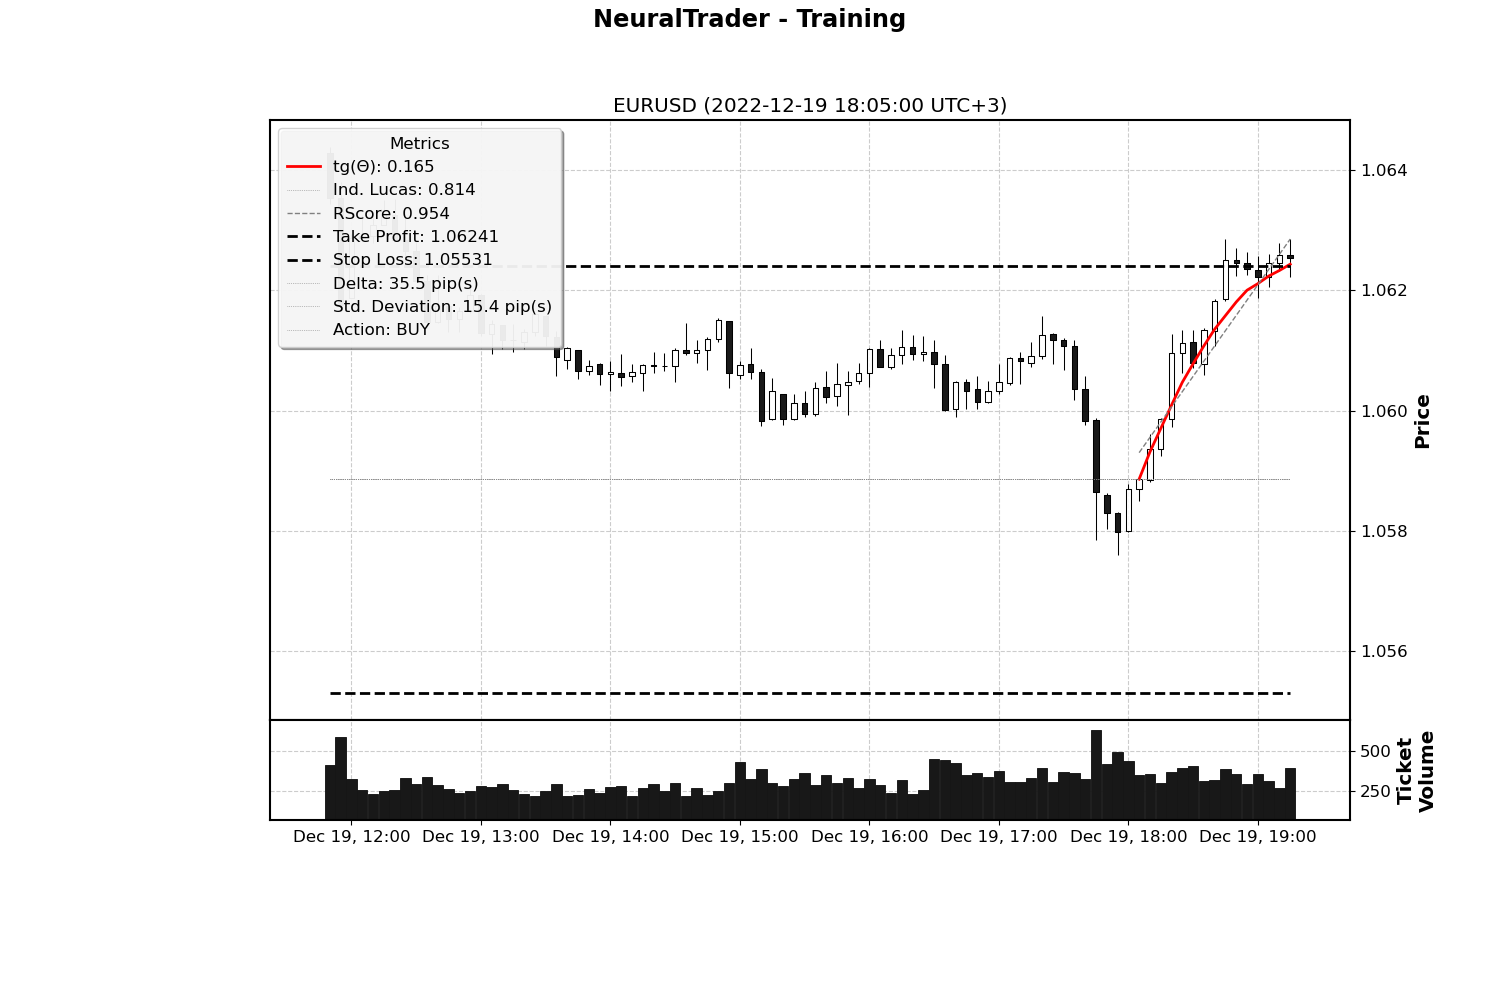 NeuralTrader - Training
EURUSD (2022-12-19 18:05:00 UTC+3)
Metrics
tg(Θ): 0.165
Ind. Lucas: 0.814
RScore: 0.954
Take Profit: 1.06241
Stop Loss: 1.05531
Delta: 35.5 pip(s)
Std. Deviation: 15.4 pip(s)
Action: BUY
1.064
1.062
1.060
1.058
1.056
Price
500
250
Ticket
Volume
Dec 19, 12:00
Dec 19, 13:00
Dec 19, 14:00
Dec 19, 15:00
Dec 19, 16:00
Dec 19, 17:00
Dec 19, 18:00
Dec 19, 19:00